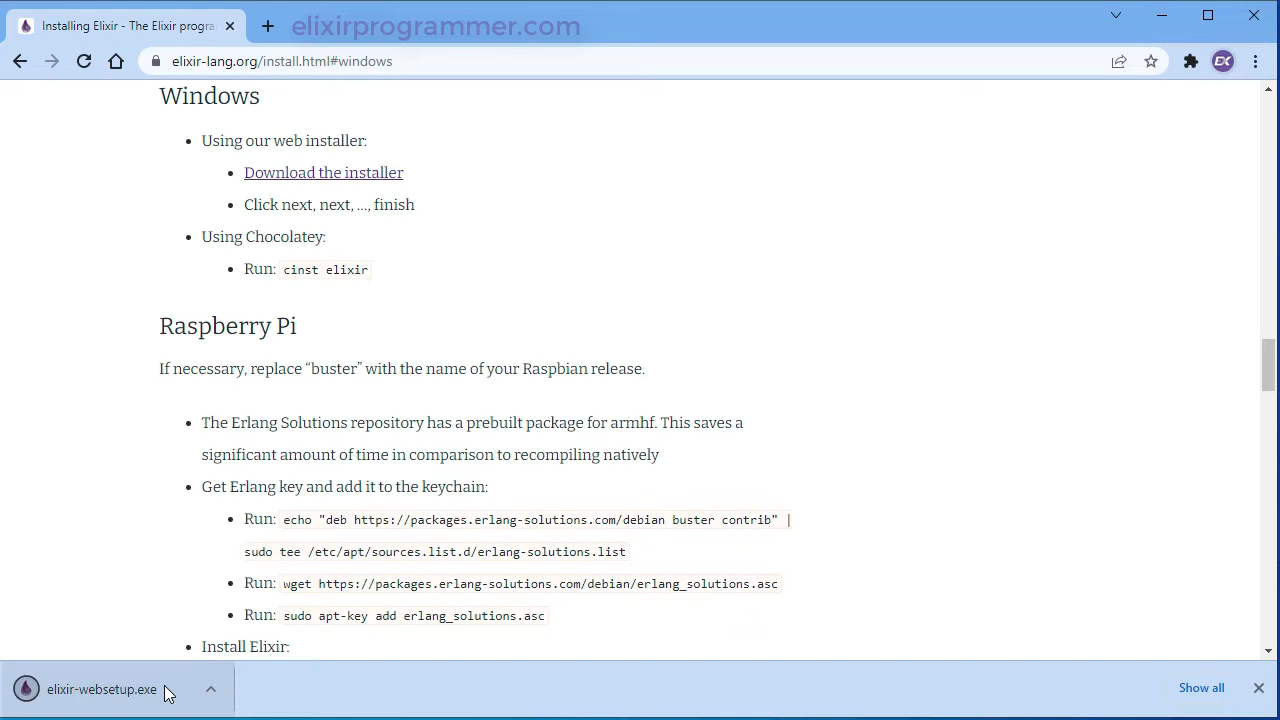 Installing Elixir - The Elixir progra
elixirprogrammer.com
elixir-lang.org/install.html#windows
EX
Windows
Using our web installer:
Download the installer
Click next, next, …, finish
Using Chocolatey:
Run: cinst elixir
Raspberry Pi
If necessary, replace “buster” with the name of your Raspbian release.
The Erlang Solutions repository has a prebuilt package for armhf. This saves a
significant amount of time in comparison to recompiling natively
Get Erlang key and add it to the keychain:
Run: echo "deb https://packages.erlang-solutions.com/debian buster contrib" |
sudo tee /etc/apt/sources.list.d/erlang-solutions.list
Run: wget https://packages.erlang-solutions.com/debian/erlang_solutions.asc
Run: sudo apt-key add erlang_solutions.asc
Install Elixir:
elixir-websetup.exe
Show all